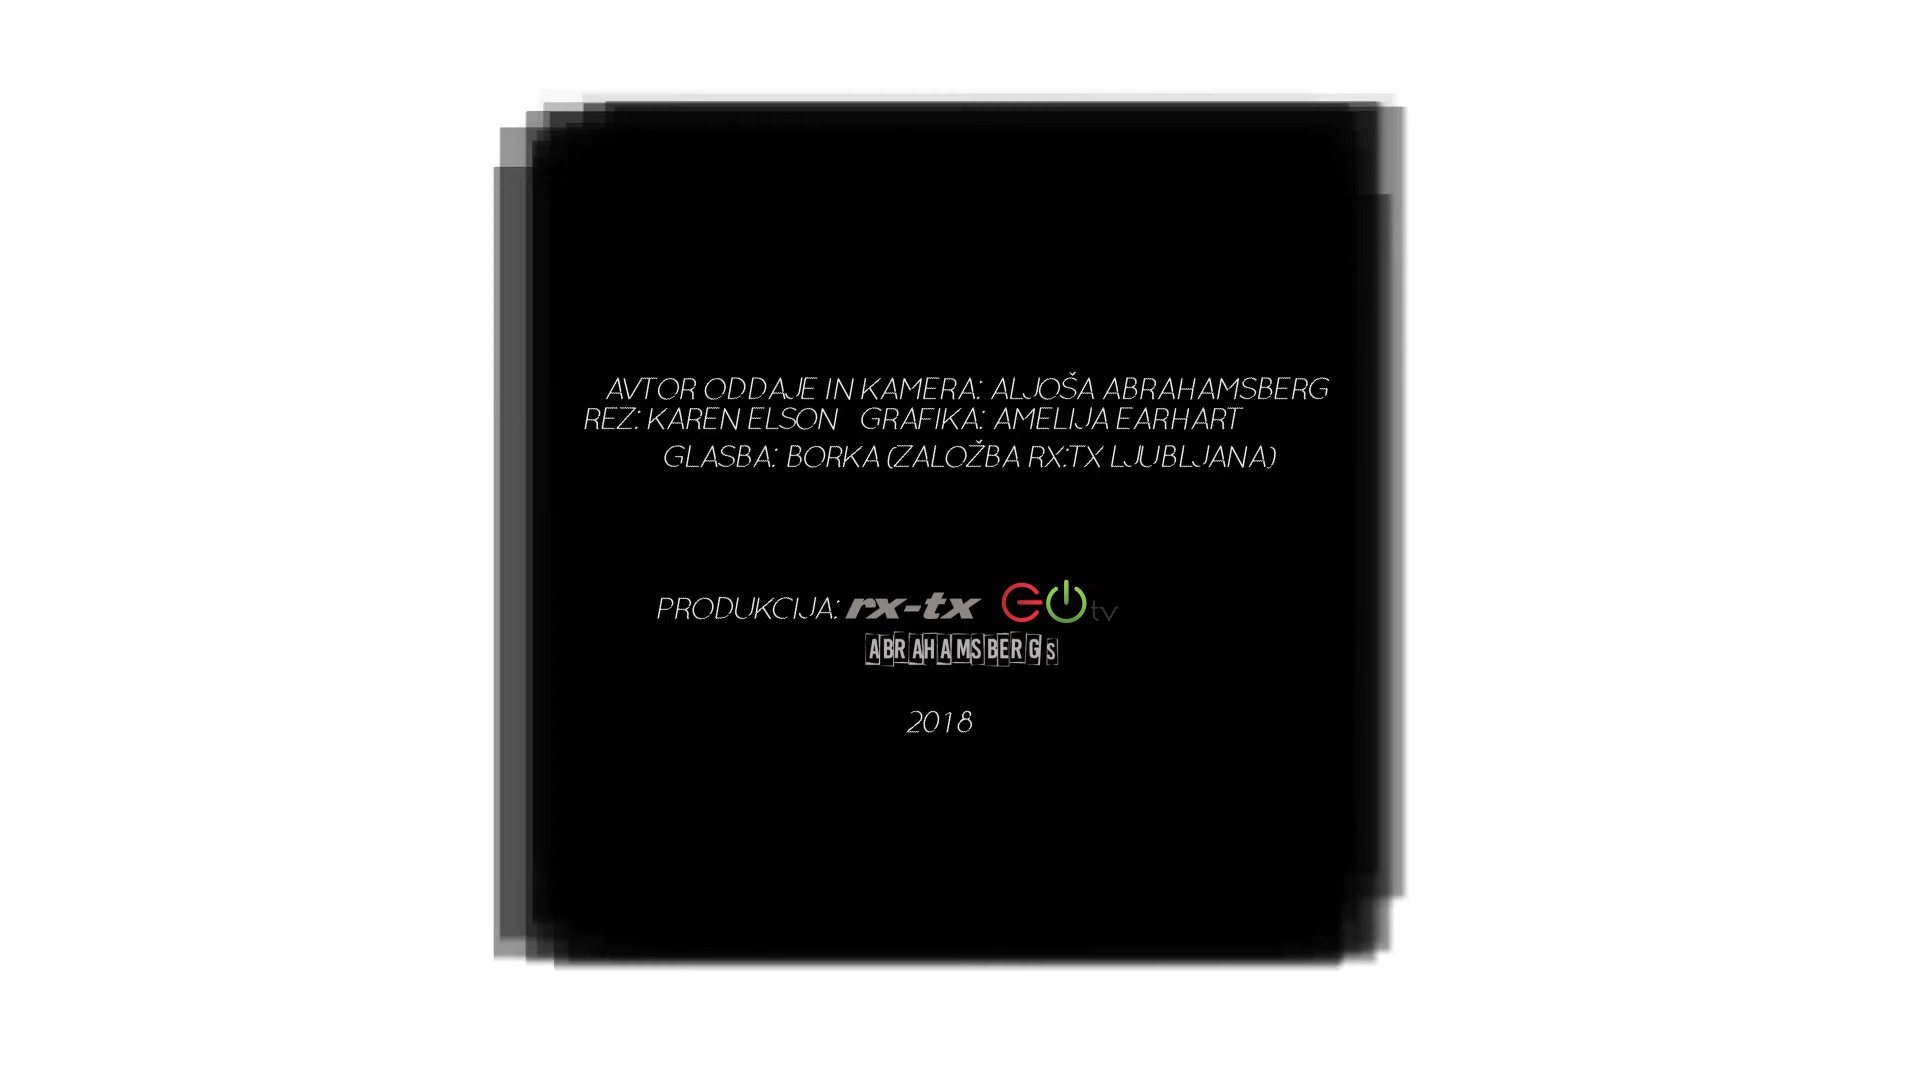 AVTOR ODDAJE IN KAMERA: ALJOŠA ABRAHAMSBERG
REZ: KAREN ELSON GRAFIKA: AMELIJA EARHART
GLASBA: BORKA (ZALOŽBA RX:TX LJUBLJANA)
PRODUKCIJA: rx-tx GO tv
ABRAHAMSBERGs
2018